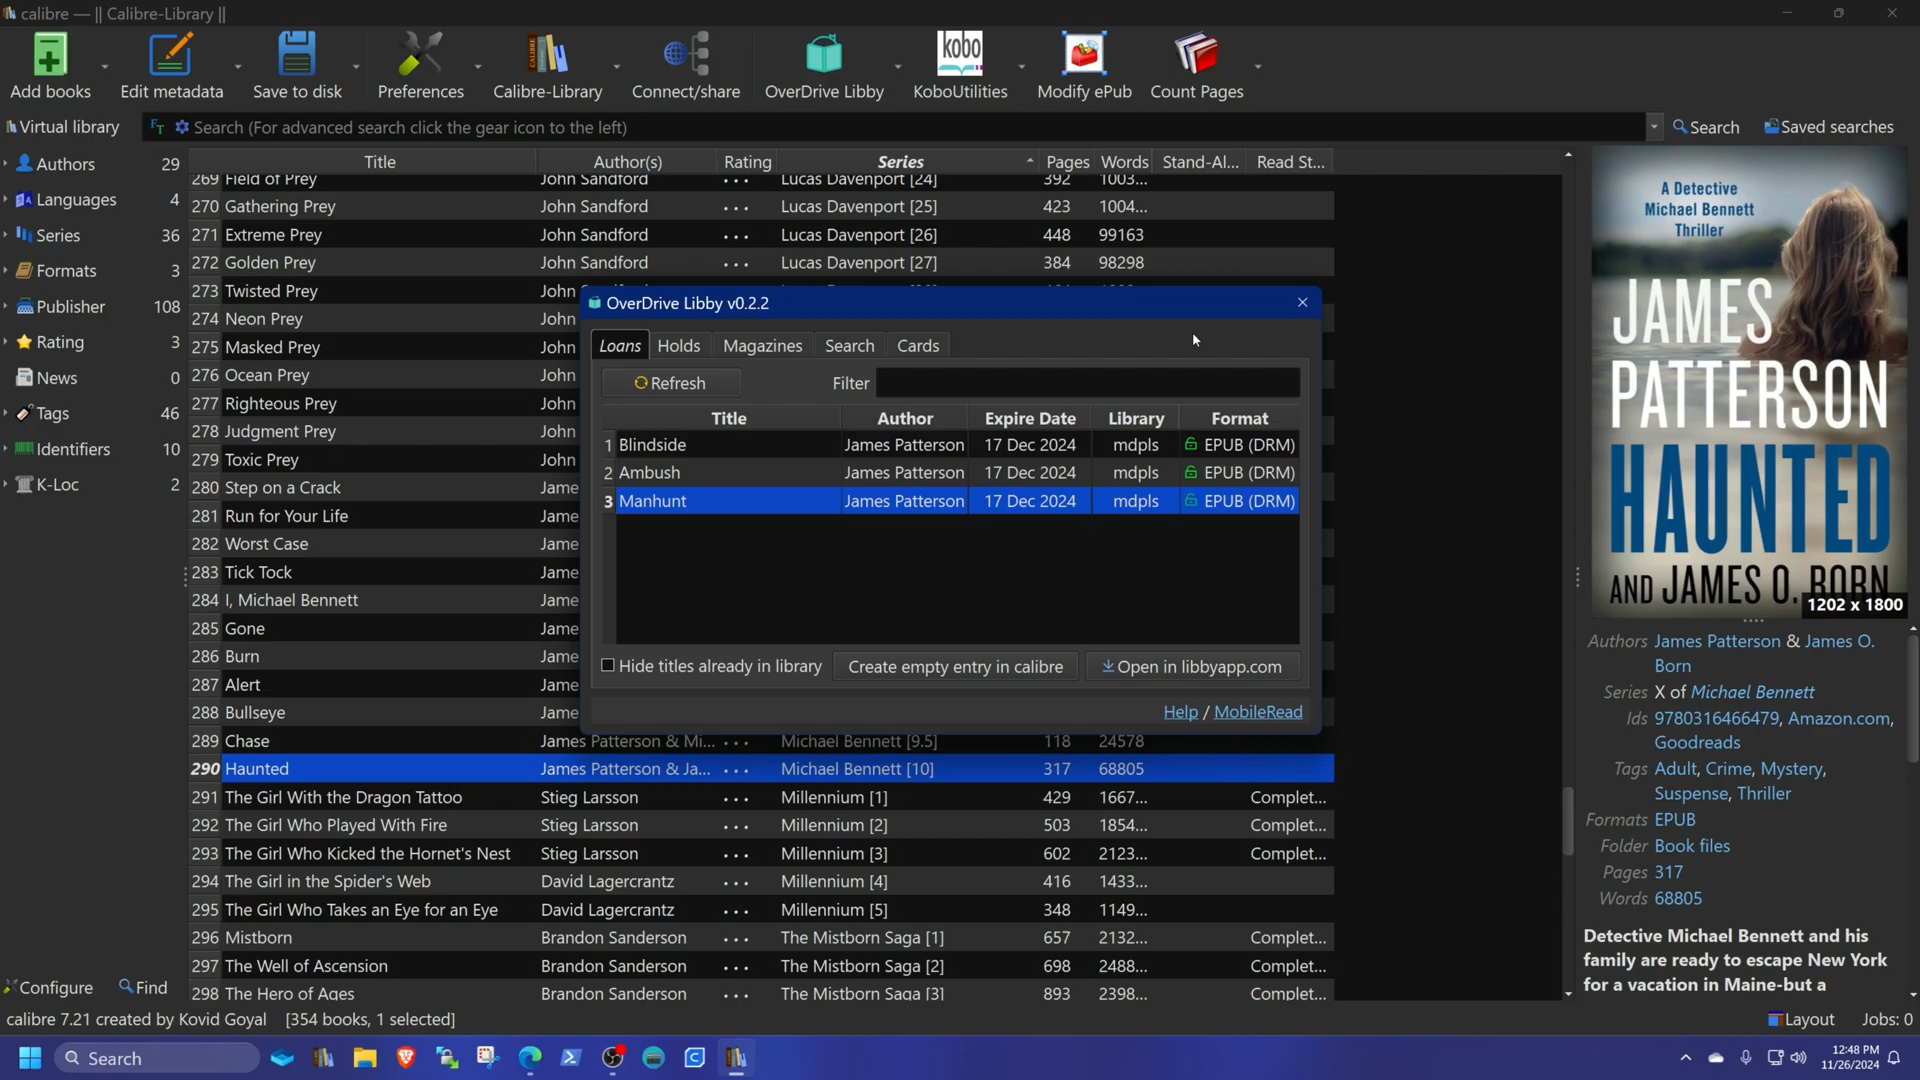 calibre — || Calibre-Library ||
Add books
Edit metadata
Save to disk
Preferences
Calibre-Library
Connect/share
OverDrive Libby
kobo
KoboUtilities
Modify ePub
Count Pages
Virtual library
Search (For advanced search click the gear icon to the left)
Search
Saved searches
Authors 29
Languages 4
Series 36
Formats 3
Publisher 108
Rating 3
News 0
Tags 46
Identifiers 10
K-Loc 2
Configure
Find
Title Author(s) Rating Series Pages Words Stand-Al... Read St...
269 Field of Prey John Sandford Lucas Davenport [24] 392 1003...
270 Gathering Prey John Sandford Lucas Davenport [25] 423 1004...
271 Extreme Prey John Sandford Lucas Davenport [26] 448 99163
272 Golden Prey John Sandford Lucas Davenport [27] 384 98298
273 Twisted Prey John
274 Neon Prey John
275 Masked Prey John
276 Ocean Prey John
277 Righteous Prey John
278 Judgment Prey John
279 Toxic Prey John
280 Step on a Crack Jame
281 Run for Your Life Jame
282 Worst Case Jame
283 Tick Tock Jame
284 I, Michael Bennett Jame
285 Gone Jame
286 Burn Jame
287 Alert Jame
288 Bullseye Jame
289 Chase James Patterson & Mi... Michael Bennett [9.5] 118 24578
290 Haunted James Patterson & Ja... Michael Bennett [10] 317 68805
291 The Girl With the Dragon Tattoo Stieg Larsson Millennium [1] 429 1667... Complet...
292 The Girl Who Played With Fire Stieg Larsson Millennium [2] 503 1854... Complet...
293 The Girl Who Kicked the Hornet's Nest Stieg Larsson Millennium [3] 602 2123... Complet...
294 The Girl in the Spider's Web David Lagercrantz Millennium [4] 416 1433...
295 The Girl Who Takes an Eye for an Eye David Lagercrantz Millennium [5] 348 1149...
296 Mistborn Brandon Sanderson The Mistborn Saga [1] 657 2132... Complet...
297 The Well of Ascension Brandon Sanderson The Mistborn Saga [2] 698 2488... Complet...
298 The Hero of Ages Brandon Sanderson The Mistborn Saga [3] 893 2398... Complet...
OverDrive Libby v0.2.2
Loans Holds Magazines Search Cards
Refresh
Filter
Title Author Expire Date Library Format
1 Blindside James Patterson 17 Dec 2024 mdpls EPUB (DRM)
2 Ambush James Patterson 17 Dec 2024 mdpls EPUB (DRM)
3 Manhunt James Patterson 17 Dec 2024 mdpls EPUB (DRM)
Hide titles already in library
Create empty entry in calibre
Open in libbyapp.com
Help / MobileRead
A Detective
Michael Bennett
Thriller
JAMES
PATTERSON
HAUNTED
AND JAMES O. BORN
1202 x 1800
Authors James Patterson & James O.
Born
Series X of Michael Bennett
Ids 9780316466479, Amazon.com,
Goodreads
Tags Adult, Crime, Mystery,
Suspense, Thriller
Formats EPUB
Folder Book files
Pages 317
Words 68805
Detective Michael Bennett and his
family are ready to escape New York
for a vacation in Maine-but a
calibre 7.21 created by Kovid Goyal [354 books, 1 selected]
Layout
Jobs: 0
Search
12:48 PM
11/26/2024